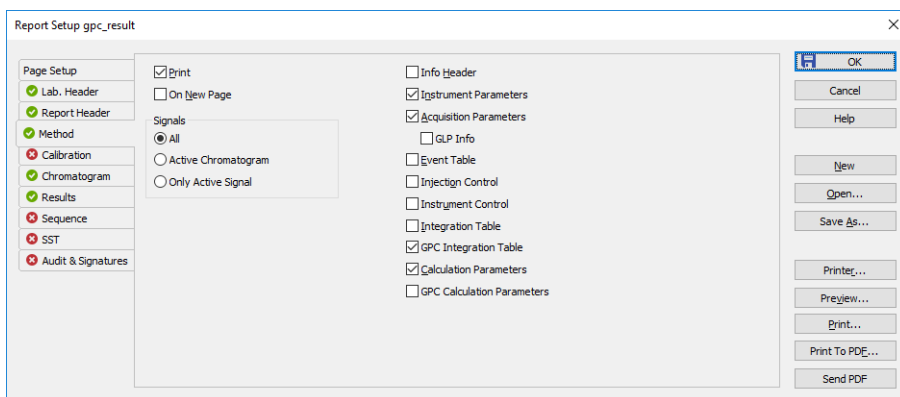 Report Setup gpc_result
Page Setup
Lab. Header
Report Header
Method
Calibration
Chromatogram
Results
Sequence
SST
Audit & Signatures
Print
On New Page
Signals
All
Active Chromatogram
Only Active Signal
Info Header
Instrument Parameters
Acquisition Parameters
GLP Info
Event Table
Injection Control
Instrument Control
Integration Table
GPC Integration Table
Calculation Parameters
GPC Calculation Parameters
OK
Cancel
Help
New
Open...
Save As...
Printer...
Preview...
Print...
Print To PDF...
Send PDF